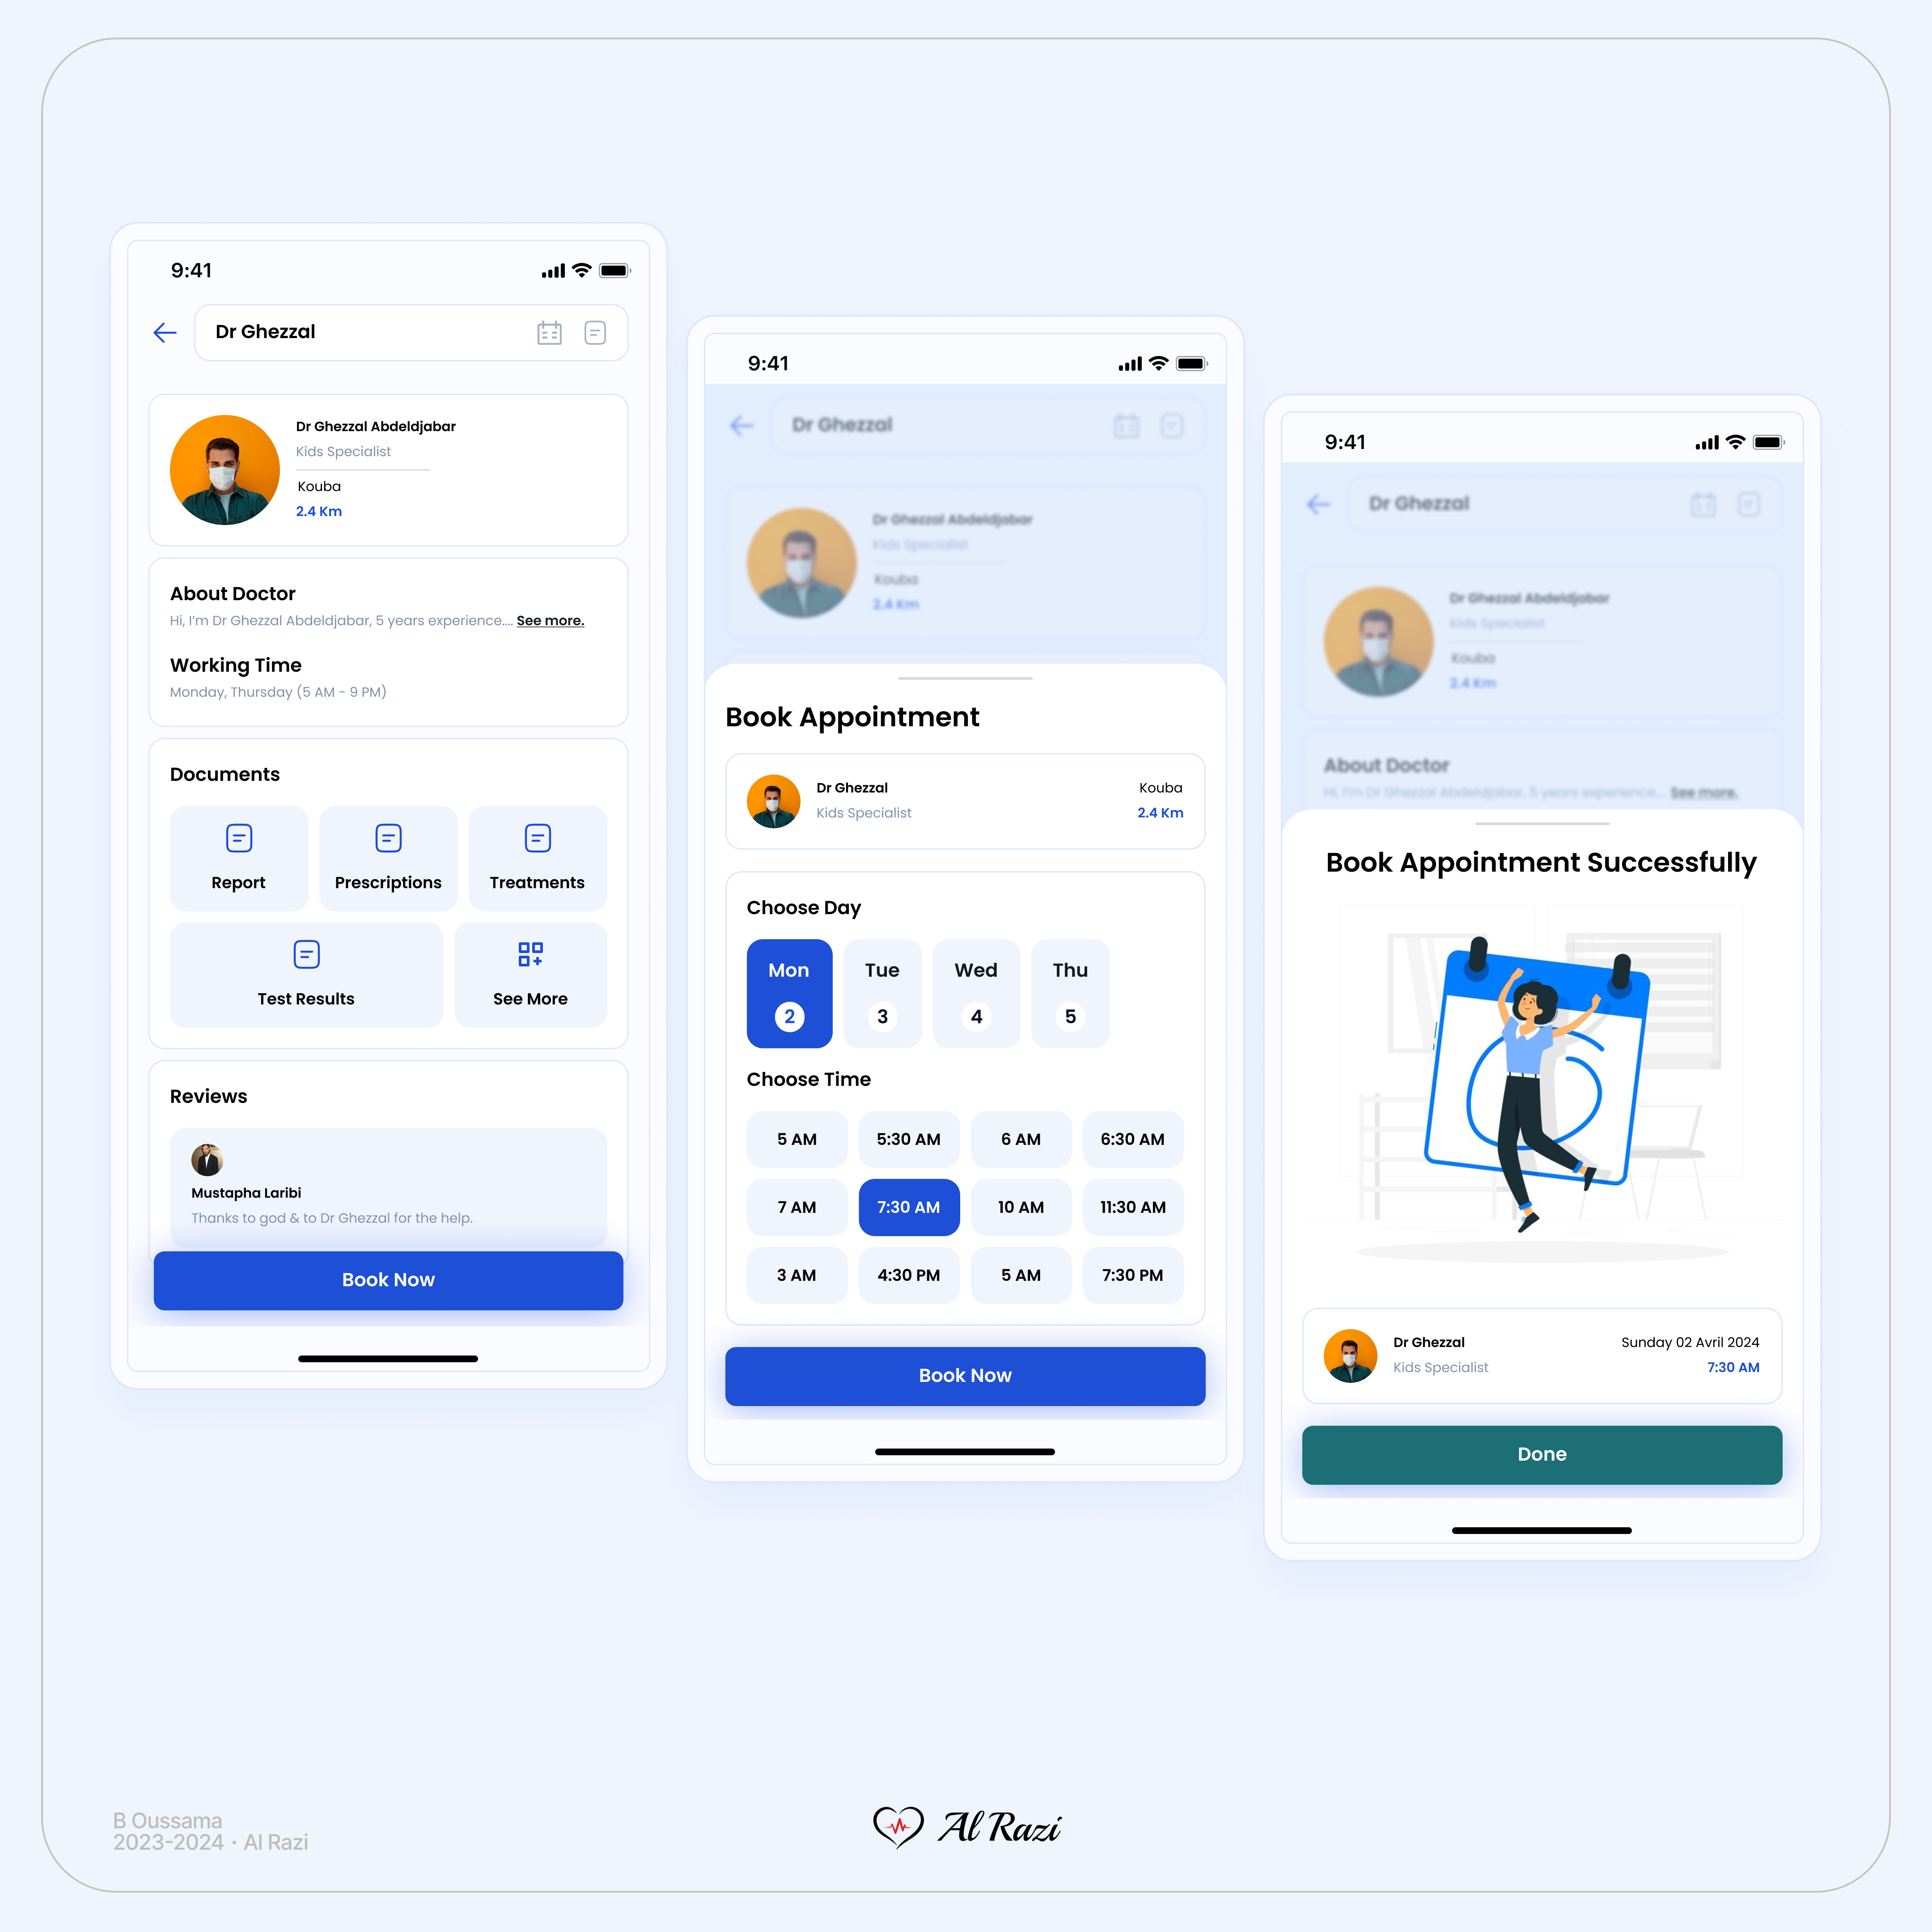 9:41
Dr Ghezzal
Dr Ghezzal Abdeldjabar
Kids Specialist
Kouba
2.4 Km
About Doctor
Hi, I'm Dr Ghezzal Abdeldjabar, 5 years experience.... See more.
Working Time
Monday, Thursday (5 AM - 9 PM)
Documents
Report Prescriptions Treatments
Test Results See More
Reviews
Mustapha Laribi
Thanks to god & to Dr Ghezzal for the help.
Book Now
9:41
Dr Ghezzal
Dr Ghezzal Abdeldjabar
Kids Specialist
Kouba
2.4 Km
Book Appointment
Dr Ghezzal Kouba
Kids Specialist 2.4 Km
Choose Day
Mon Tue Wed Thu
2 3 4 5
Choose Time
5 AM 5:30 AM 6 AM 6:30 AM
7 AM 7:30 AM 10 AM 11:30 AM
3 AM 4:30 PM 5 AM 7:30 PM
Book Now
9:41
Dr Ghezzal
Dr Ghezzal Abdeldjabar
Kids Specialist
Kouba
2.4 Km
About Doctor
Hi, I'm Dr Ghezzal Abdeldjabar, 5 years experience.... See more.
Book Appointment Successfully
Dr Ghezzal Sunday 02 Avril 2024
Kids Specialist 7:30 AM
Done
B Oussama
2023-2024 • Al Razi
Al Razi